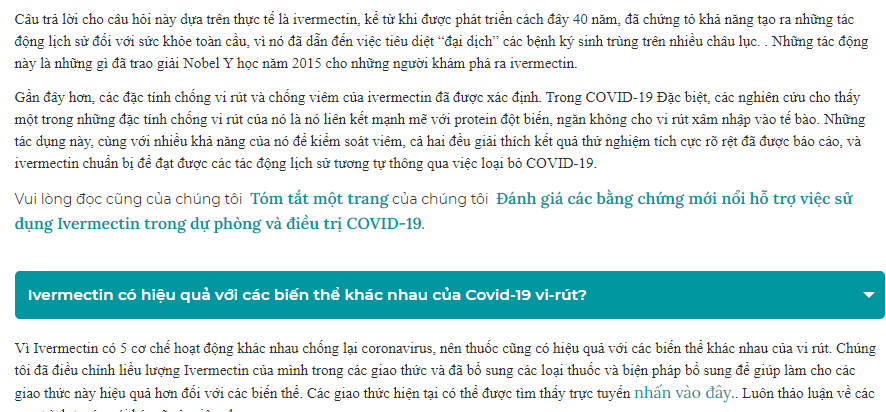 Câu trả lời cho câu hỏi này dựa trên thực tế là ivermectin, kể từ khi được phát triển cách đây 40 năm, đã chứng tỏ khả năng tạo ra những tác
động lịch sử đối với sức khỏe toàn cầu, vì nó đã dẫn đến việc tiêu diệt “đại dịch” các bệnh ký sinh trùng trên nhiều châu lục. . Những tác động
này là những gì đã trao giải Nobel Y học năm 2015 cho những người khám phá ra ivermectin.
Gần đây hơn, các đặc tính chống vi rút và chống viêm của ivermectin đã được xác định. Trong COVID-19 Đặc biệt, các nghiên cứu cho thấy
một trong những đặc tính chống vi rút của nó là nó liên kết mạnh mẽ với protein đột biến, ngăn không cho vi rút xâm nhập vào tế bào. Những
tác dụng này, cùng với nhiều khả năng của nó để kiểm soát viêm, cả hai đều giải thích kết quả thử nghiệm tích cực rõ rệt đã được báo cáo, và
ivermectin chuẩn bị để đạt được các tác động lịch sử tương tự thông qua việc loại bỏ COVID-19.
Vui lòng đọc cũng của chúng tôi Tóm tắt một trang của chúng tôi Đánh giá các bằng chứng mới nổi hỗ trợ việc sử
dụng Ivermectin trong dự phòng và điều trị COVID-19.
Ivermectin có hiệu quả với các biến thể khác nhau của Covid-19 vi-rút?
Vì Ivermectin có 5 cơ chế hoạt động khác nhau chống lại coronavirus, nên thuốc cũng có hiệu quả với các biến thể khác nhau của vi rút. Chúng
tôi đã điều chỉnh liều lượng Ivermectin của mình trong các giao thức và đã bổ sung các loại thuốc và biện pháp bổ sung để giúp làm cho các
giao thức này hiệu quả hơn đối với các biến thể. Các giao thức hiện tại có thể được tìm thấy trực tuyến nhấn vào đây.. Luôn thảo luận về các